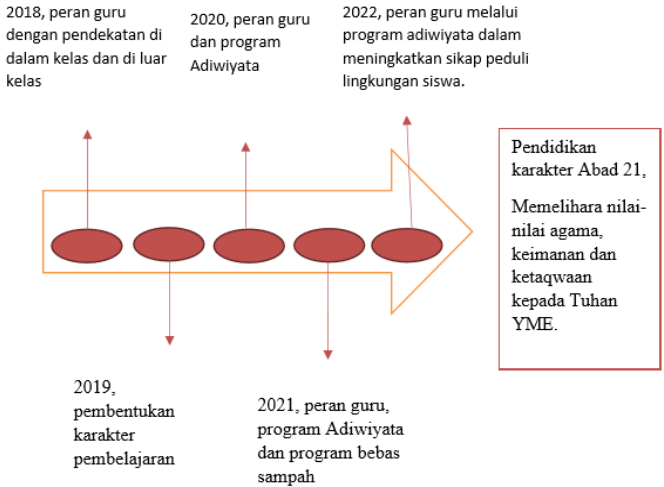 2018, peran guru
dengan pendekatan di
dalam kelas dan di luar
kelas
2020, peran guru
dan program
Adiwiyata
2022, peran guru melalui
program adiwiyata dalam
meningkatkan sikap peduli
lingkungan siswa.
Pendidikan
karakter Abad 21,
Memelihara nilai-
nilai agama,
keimanan dan
ketaqwaan
kepada Tuhan
YME.
2019,
pembentukan
karakter
pembelajaran
2021, peran guru,
program Adiwiyata
dan program bebas
sampah